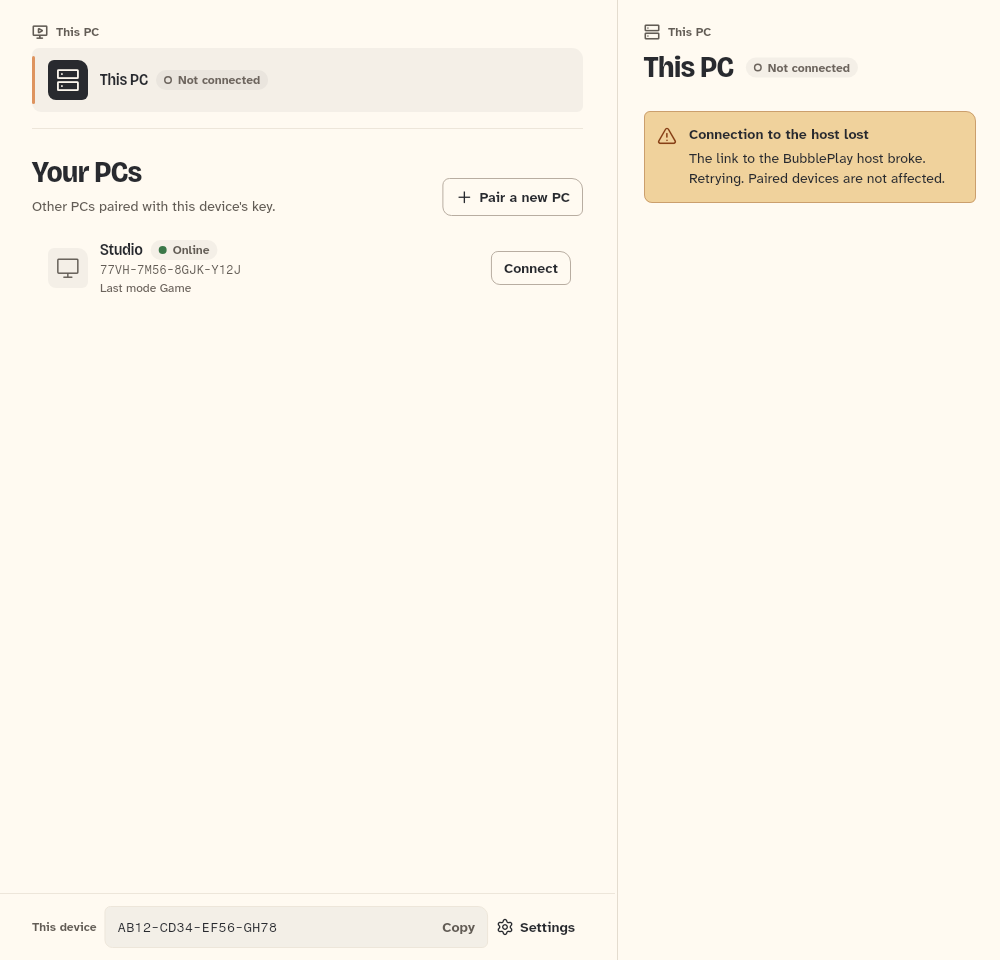 This PC
This PC Not connected
Your PCs
Other PCs paired with this device's key.
Pair a new PC
Studio Online
77VH-7M56-8GJK-Y12J
Last mode Game
Connect
This device AB12-CD34-EF56-GH78 Copy Settings
This PC
This PC Not connected
Connection to the host lost
The link to the BubblePlay host broke.
Retrying. Paired devices are not affected.